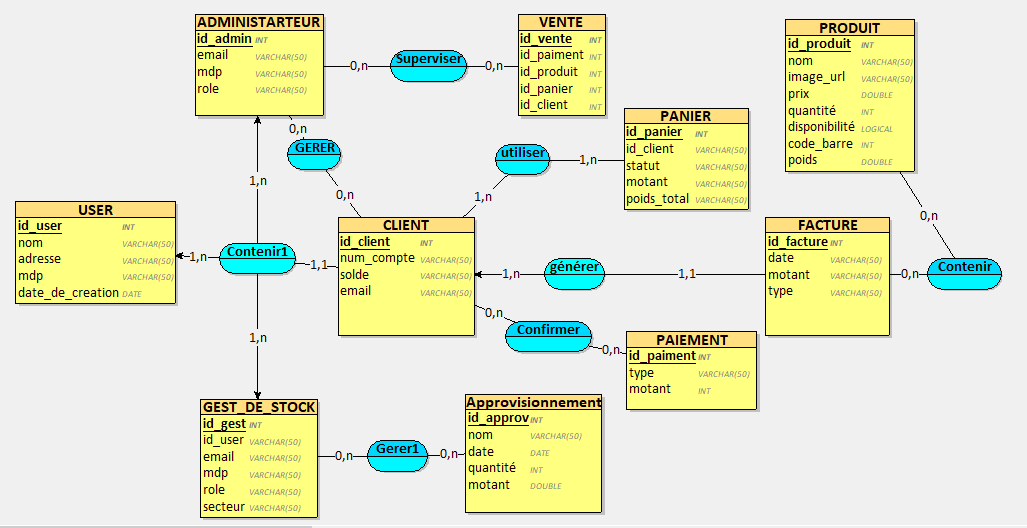 ADMINISTARTEUR
id_admin INT
email VARCHAR(50)
mdp VARCHAR(50)
role VARCHAR(50)
0,n
Superviser
0,n
VENTE
id_vente INT
id_paiment INT
id_produit INT
id_panier INT
id_client INT
PRODUIT
id_produit INT
nom VARCHAR(50)
image_url VARCHAR(50)
prix DOUBLE
quantité INT
disponibilité LOGICAL
code_barre INT
poids DOUBLE
0,n
GERER
0,n
1,n
utiliser
1,n
1,n
PANIER
id_panier INT
id_client VARCHAR(50)
statut VARCHAR(50)
motant VARCHAR(50)
poids_total VARCHAR(50)
USER
id_user INT
nom VARCHAR(50)
adresse VARCHAR(50)
mdp VARCHAR(50)
date_de_creation DATE
1,n
Contenir1
1,1
CLIENT
id_client INT
num_compte VARCHAR(50)
solde VARCHAR(50)
email VARCHAR(50)
1,n
générer
1,1
FACTURE
id_facture INT
date VARCHAR(50)
motant VARCHAR(50)
type VARCHAR(50)
0,n
0,n
Contenir
0,n
Confirmer
0,n
PAIEMENT
id_paiment INT
type VARCHAR(50)
motant INT
1,n
GEST_DE_STOCK
id_gest INT
id_user VARCHAR(50)
email VARCHAR(50)
mdp VARCHAR(50)
role VARCHAR(50)
secteur VARCHAR(50)
0,n
Gerer1
0,n
Approvisionnement
id_approv INT
nom VARCHAR(50)
date DATE
quantité INT
motant DOUBLE